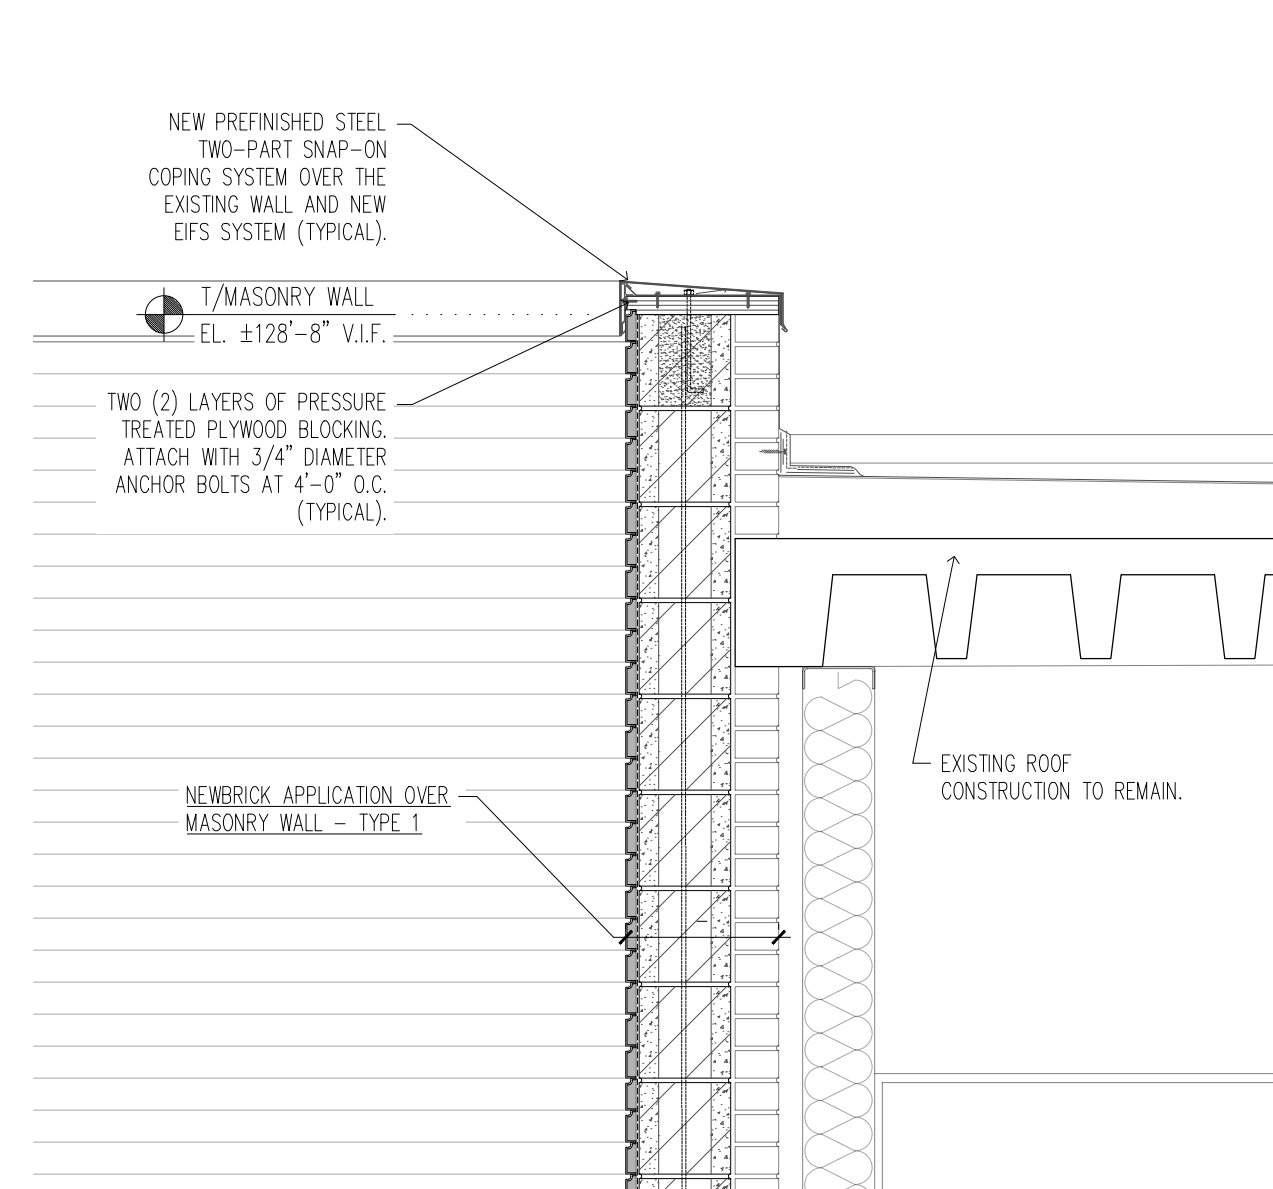 NEW PREFINISHED STEEL
TWO-PART SNAP-ON
COPING SYSTEM OVER THE
EXISTING WALL AND NEW
EIFS SYSTEM (TYPICAL).
T/MASONRY WALL
EL. ±128'-8" V.I.F.
TWO (2) LAYERS OF PRESSURE
TREATED PLYWOOD BLOCKING.
ATTACH WITH 3/4" DIAMETER
ANCHOR BOLTS AT 4'-0" O.C.
(TYPICAL).
EXISTING ROOF
CONSTRUCTION TO REMAIN.
NEWBRICK APPLICATION OVER
MASONRY WALL - TYPE 1